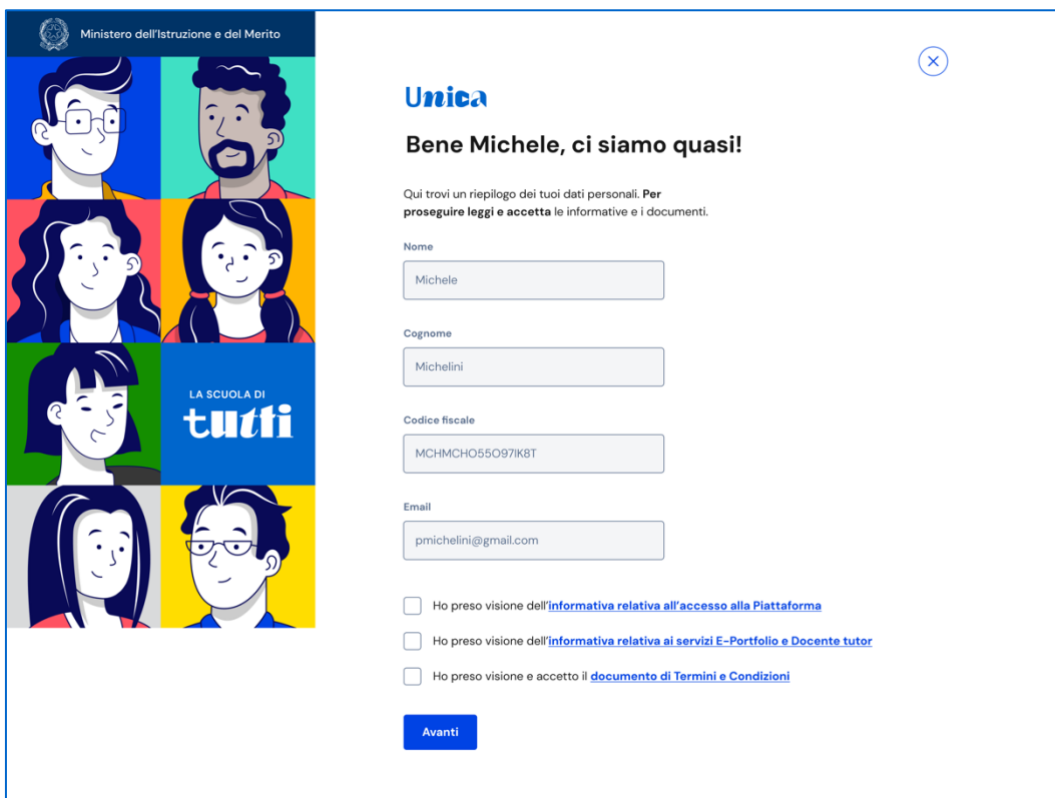 Ministero dell'Istruzione e del Merito
LA SCUOLA DI
tutti
Unica
Bene Michele, ci siamo quasi!
Qui trovi un riepilogo dei tuoi dati personali. Per
proseguire leggi e accetta le informative e i documenti.
Nome
Michele
Cognome
Michelini
Codice fiscale
MCHMCHO55O97IK8T
Email
pmichelini@gmail.com
Ho preso visione dell'informativa relativa all'accesso alla Piattaforma
Ho preso visione dell'informativa relativa ai servizi E-Portfolio e Docente tutor
Ho preso visione e accetto il documento di Termini e Condizioni
Avanti